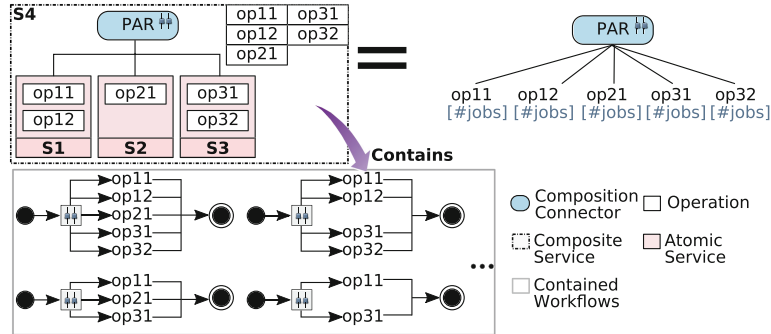 S4
PAR
op11 op31
op12 op32
op21
op11
op12
S1
op21
S2
op31
op32
S3
=
PAR
op11 op12 op21 op31 op32
[#jobs] [#jobs] [#jobs] [#jobs] [#jobs]
Contains
op11
op12
op21
op31
op32
op11
op12
op31
op32
op11
op21
op31
op11
op31
...
Composition
Connector
Operation
Composite
Service
Atomic
Service
Contained
Workflows